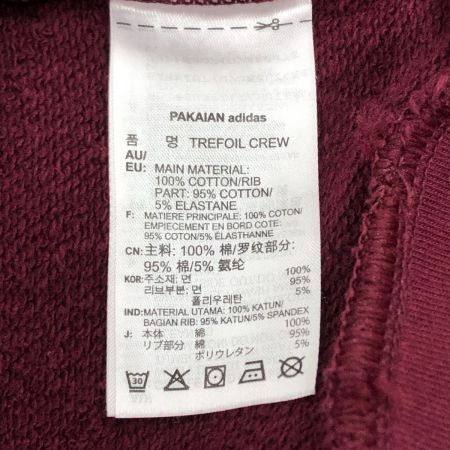 PAKAIAN adidas
품 명 TREFOIL CREW
AU/
EU: MAIN MATERIAL:
100% COTTON/RIB
PART: 95% COTTON/
5% ELASTANE
F: MATIERE PRINCIPALE: 100% COTON/
EMPIECEMENT EN BORD COTE:
95% COTON/5% ÉLASTHANNE
CN: 主料: 100% 棉/罗纹部分:
95% 棉/5% 氨纶
KOR: 주소재: 면 100%
리브부분: 면 95%
폴리우레탄 5%
IND: MATERIAL UTAMA: 100% KATUN/
BAGIAN RIB: 95% KATUN/5% SPANDEX
J: 本体 綿 100%
リブ部分 綿 95%
ポリウレタン 5%
30